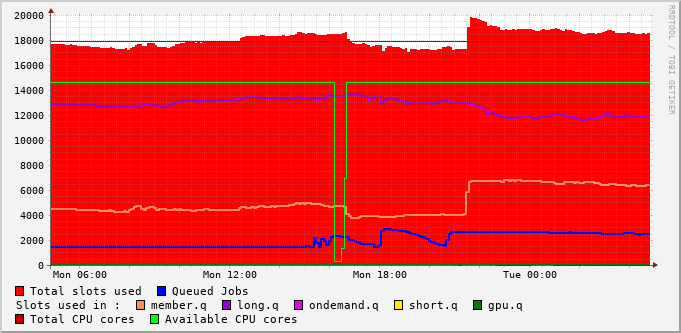 RRDTOOL / TOBI OETIKER
20000
18000
16000
14000
12000
10000
8000
6000
4000
2000
0
Mon 06:00 Mon 12:00 Mon 18:00 Tue 00:00
Total slots used Queued Jobs
Slots used in : member.q long.q ondemand.q short.q gpu.q
Total CPU cores Available CPU cores